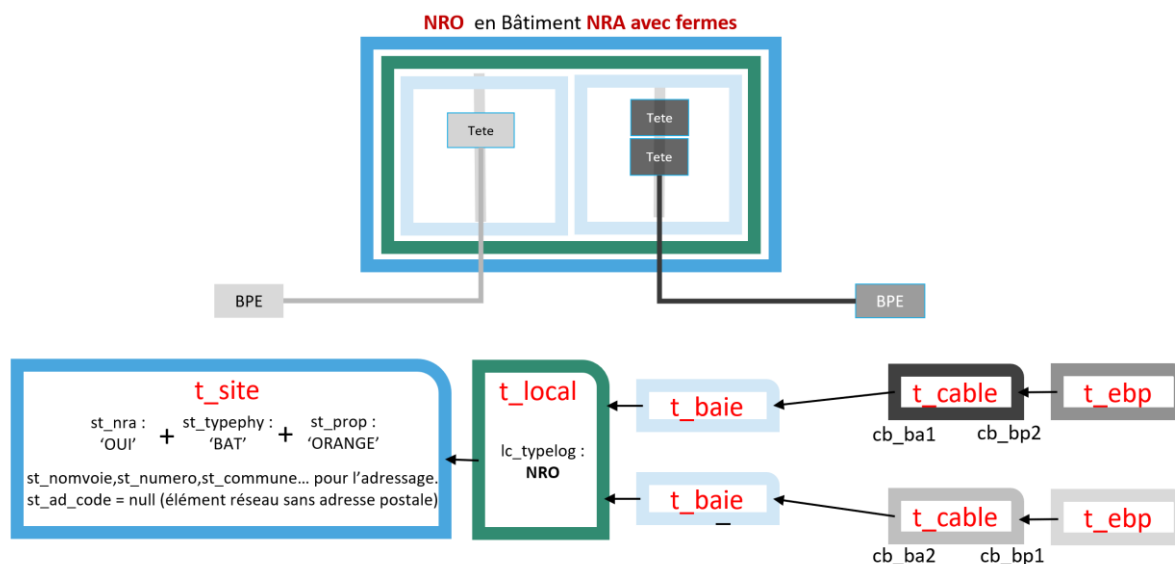 NRO en Bâtiment NRA avec fermes
Tete
Tete
Tete
BPE
BPE
t_site
st_nra :
'OUI'
+
st_typephy :
'BAT'
+
st_prop :
'ORANGE'
st_nomvoie,st_numero,st_commune... pour l'adressage.
st_ad_code = null (élément réseau sans adresse postale)
t_local
lc_typelog :
NRO
t_baie
t_baie
t_cable
cb_ba1
cb_bp2
t_ebp
t_cable
cb_ba2
cb_bp1
t_ebp